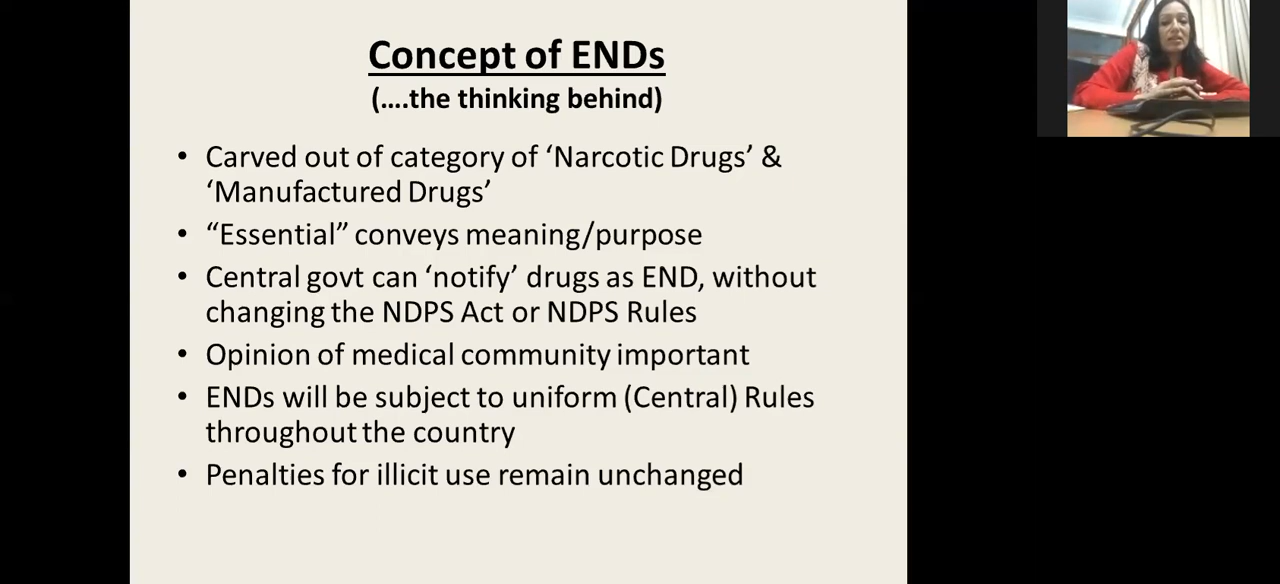 Concept of ENDs
(....the thinking behind)
• Carved out of category of ‘Narcotic Drugs’ &
‘Manufactured Drugs’
• “Essential” conveys meaning/purpose
• Central govt can ‘notify’ drugs as END, without
changing the NDPS Act or NDPS Rules
• Opinion of medical community important
• ENDs will be subject to uniform (Central) Rules
throughout the country
• Penalties for illicit use remain unchanged